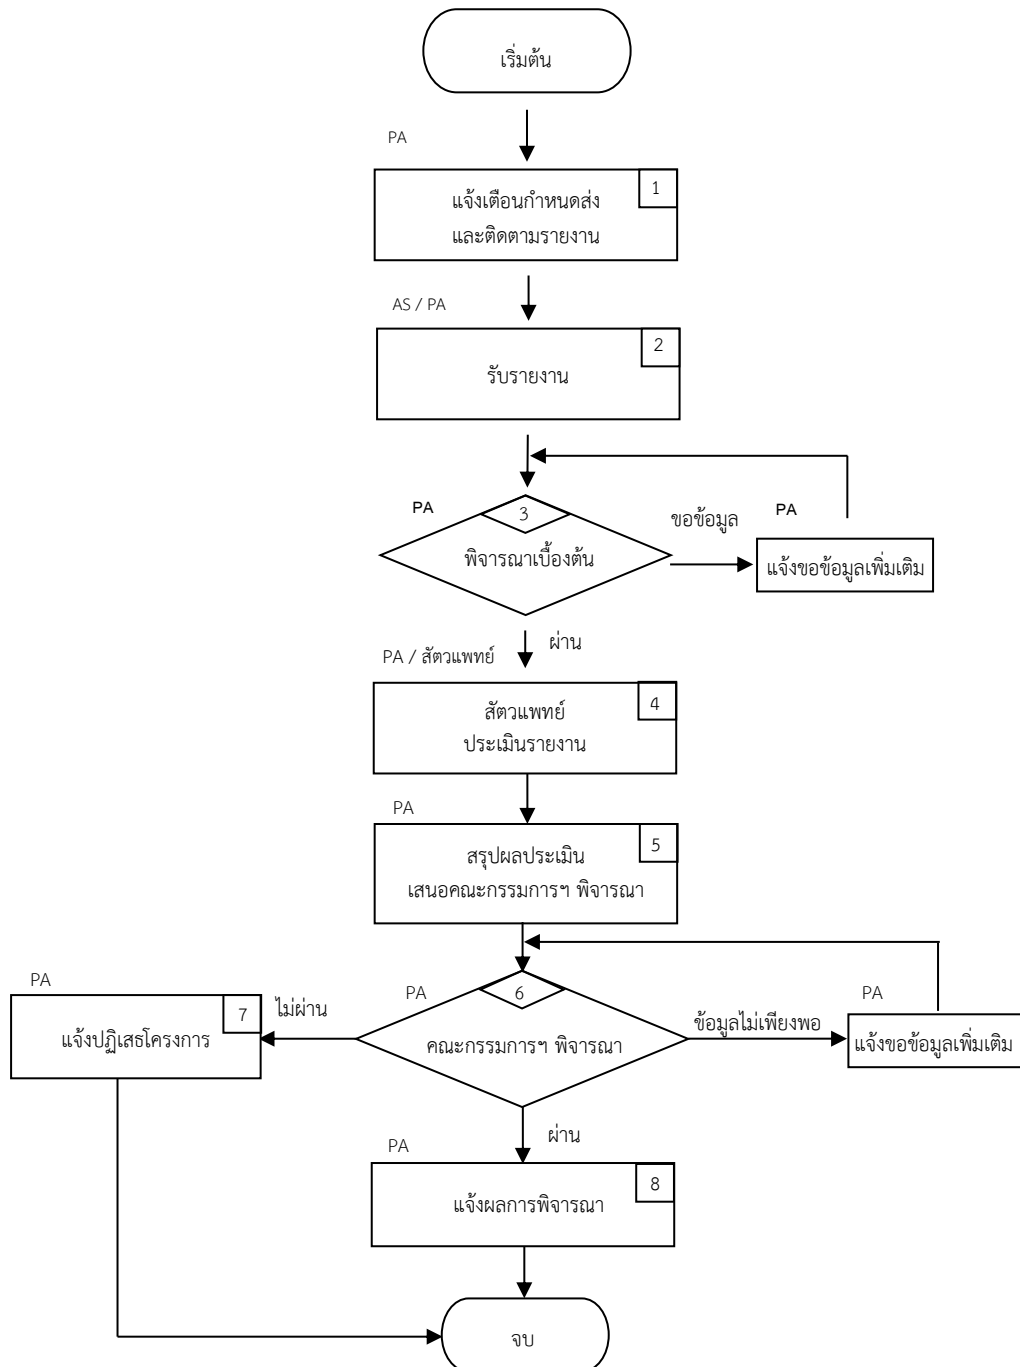 เริ่มต้น
PA
1
แจ้งเตือนกำหนดส่ง
และติดตามรายงาน
AS / PA
2
รับรายงาน
PA
3
พิจารณาเบื้องต้น
ขอข้อมูล
PA
แจ้งขอข้อมูลเพิ่มเติม
ผ่าน
PA / สัตวแพทย์
4
สัตวแพทย์
ประเมินรายงาน
PA
5
สรุปผลประเมิน
เสนอคณะกรรมการฯ พิจารณา
PA
7
แจ้งปฏิเสธโครงการ
ไม่ผ่าน
PA
6
คณะกรรมการฯ พิจารณา
ข้อมูลไม่เพียงพอ
PA
แจ้งขอข้อมูลเพิ่มเติม
ผ่าน
PA
8
แจ้งผลการพิจารณา
จบ